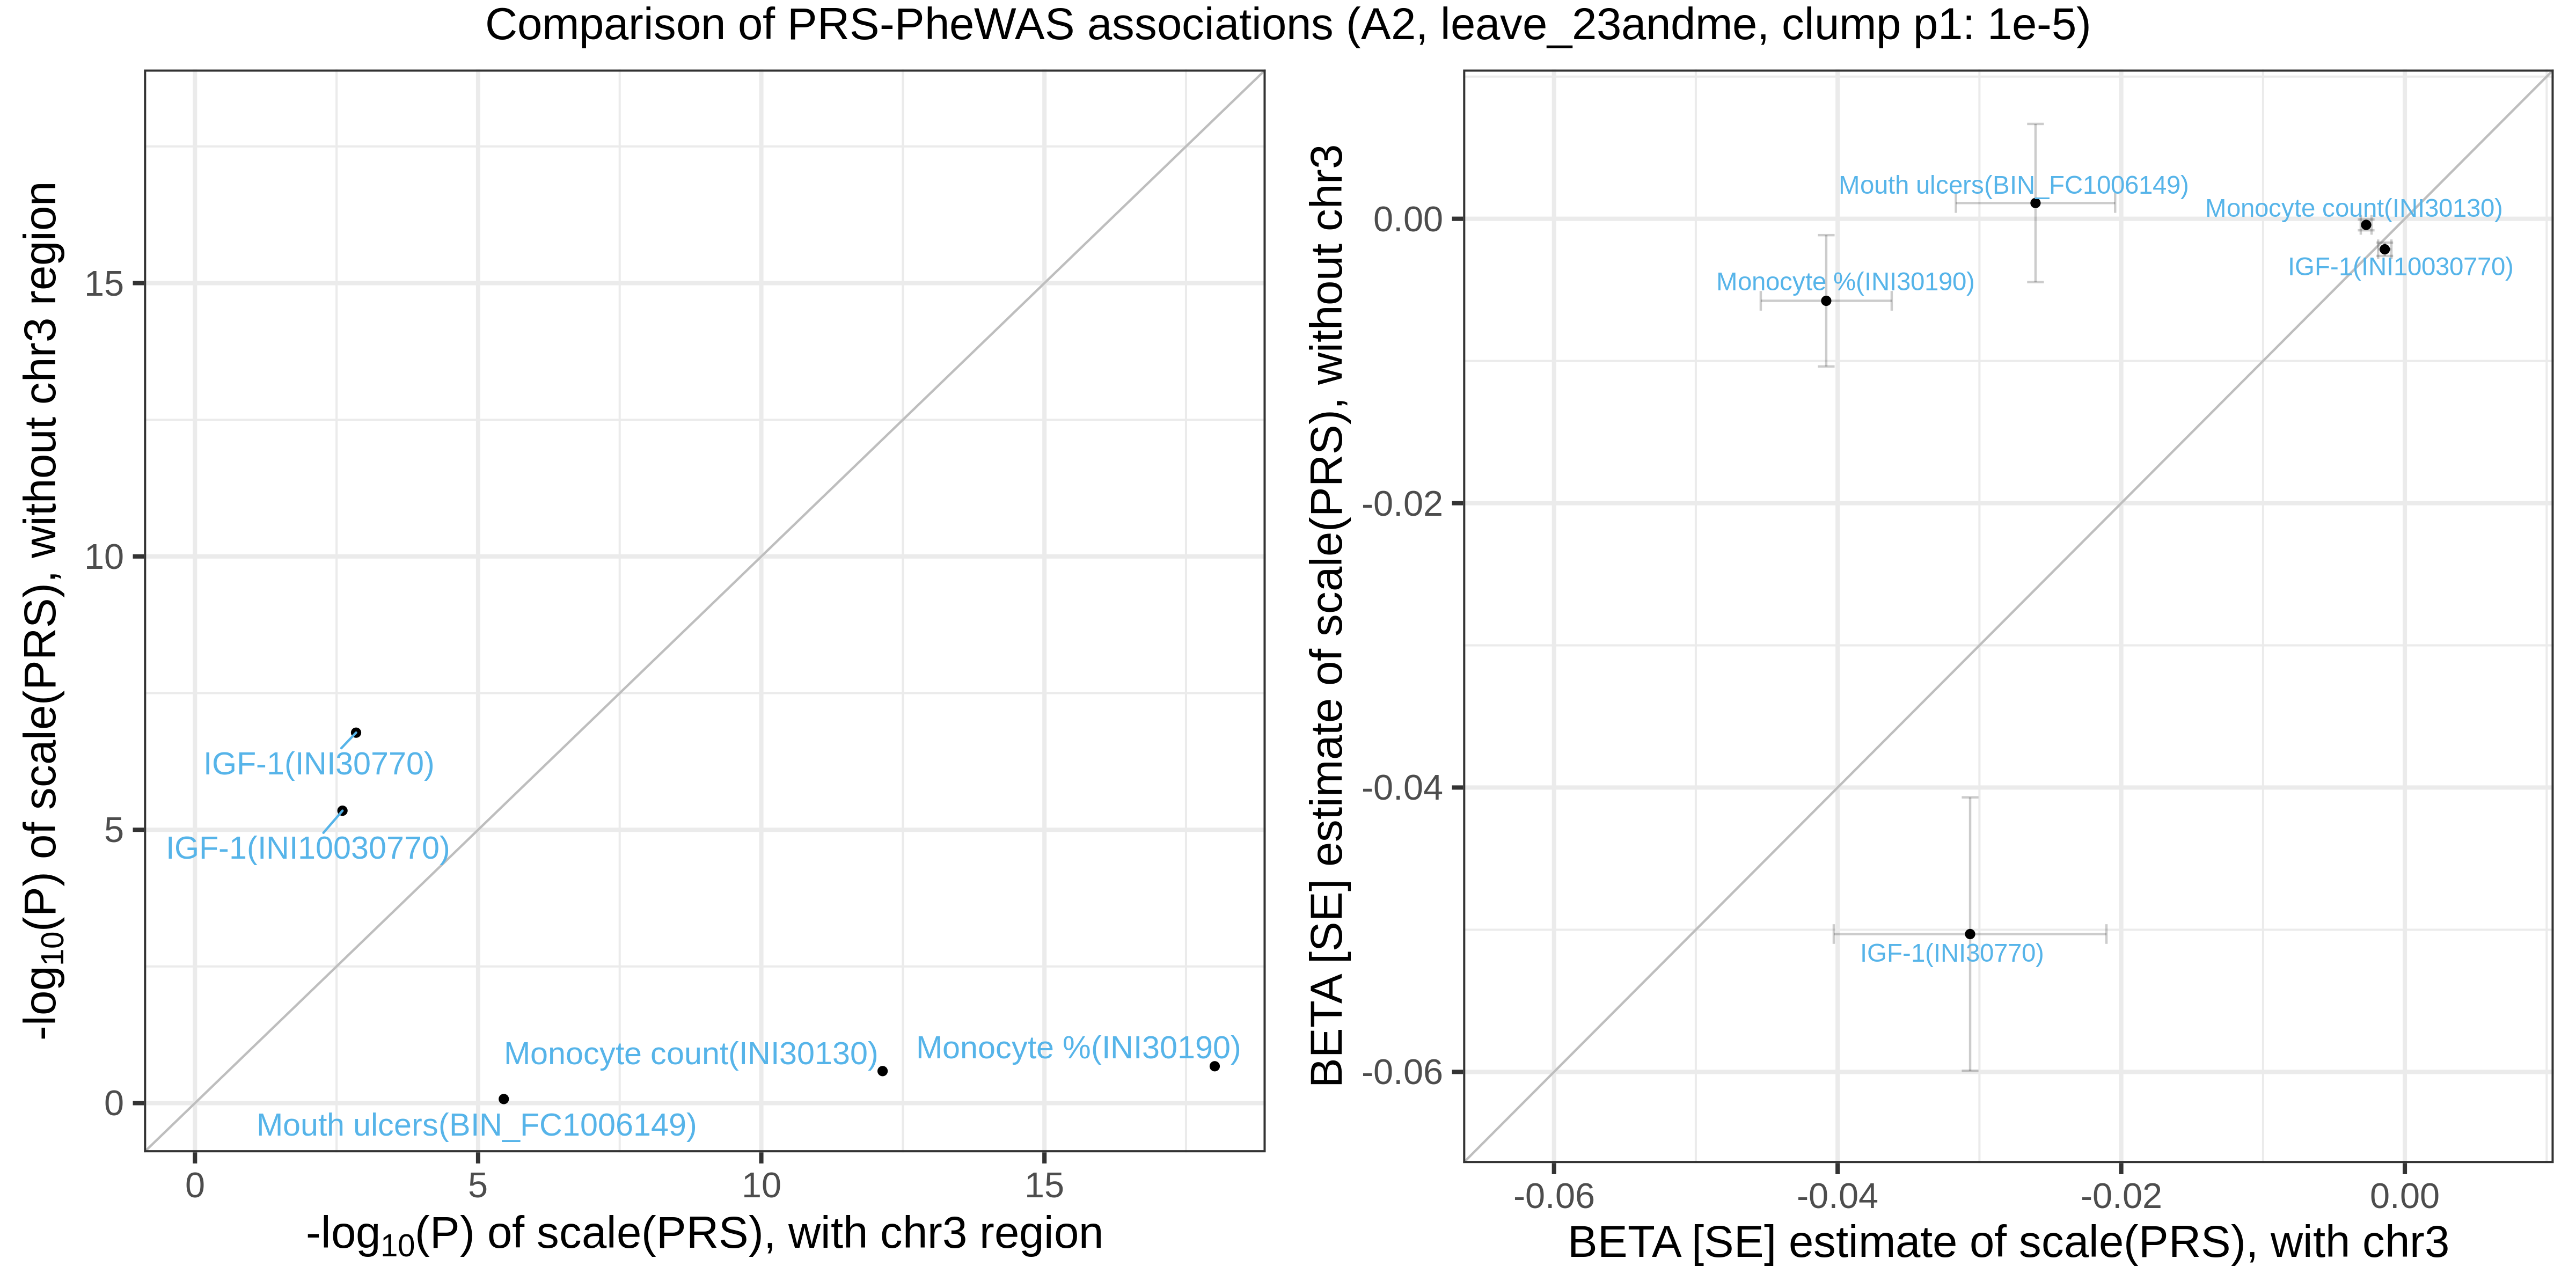 Comparison of PRS-PheWAS associations (A2, leave_23andme, clump p1: 1e-5)
-log10(P) of scale(PRS), without chr3 region
15
10
5
0
IGF-1(INI30770)
IGF-1(INI10030770)
Monocyte count(INI30130)
Monocyte %(INI30190)
Mouth ulcers(BIN_FC1006149)
0
5
10
15
-log10(P) of scale(PRS), with chr3 region
BETA [SE] estimate of scale(PRS), without chr3
0.00
-0.02
-0.04
-0.06
Mouth ulcers(BIN_FC1006149)
Monocyte count(INI30130)
IGF-1(INI10030770)
Monocyte %(INI30190)
IGF-1(INI30770)
-0.06
-0.04
-0.02
0.00
BETA [SE] estimate of scale(PRS), with chr3